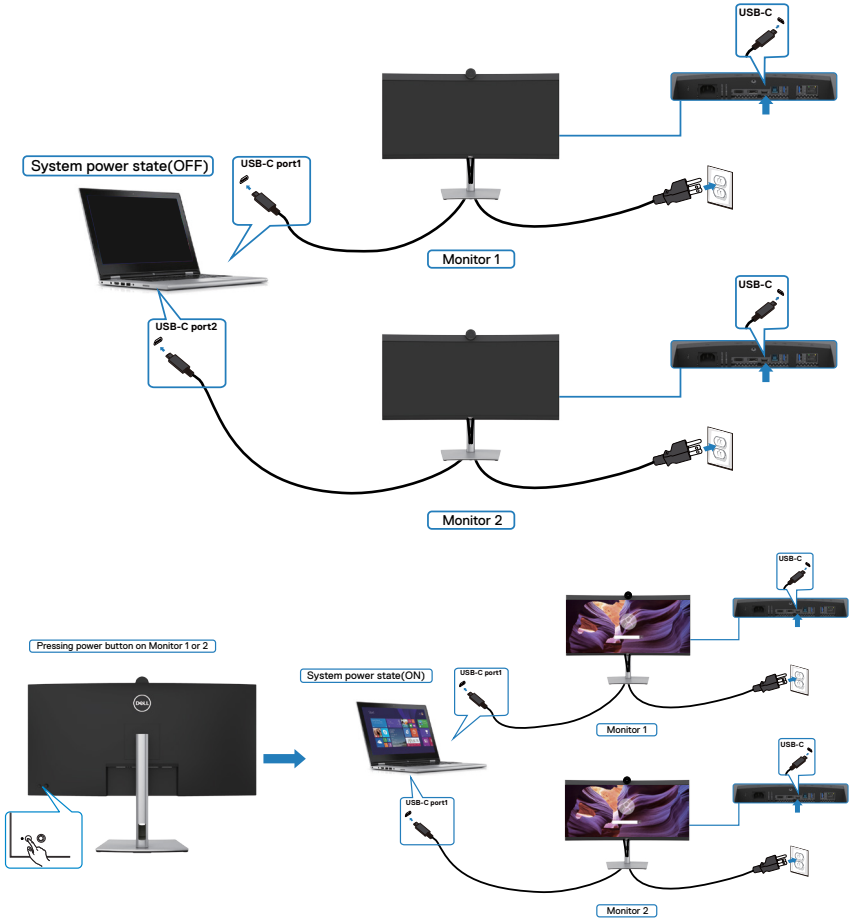 USB-C
USB-C port1
System power state(OFF)
Monitor 1
USB-C
USB-C port2
Monitor 2
USB-C
Pressing power button on Monitor 1 or 2
DELL
System power state(ON)
USB-C port1
Monitor 1
USB-C
USB-C port1
Monitor 2